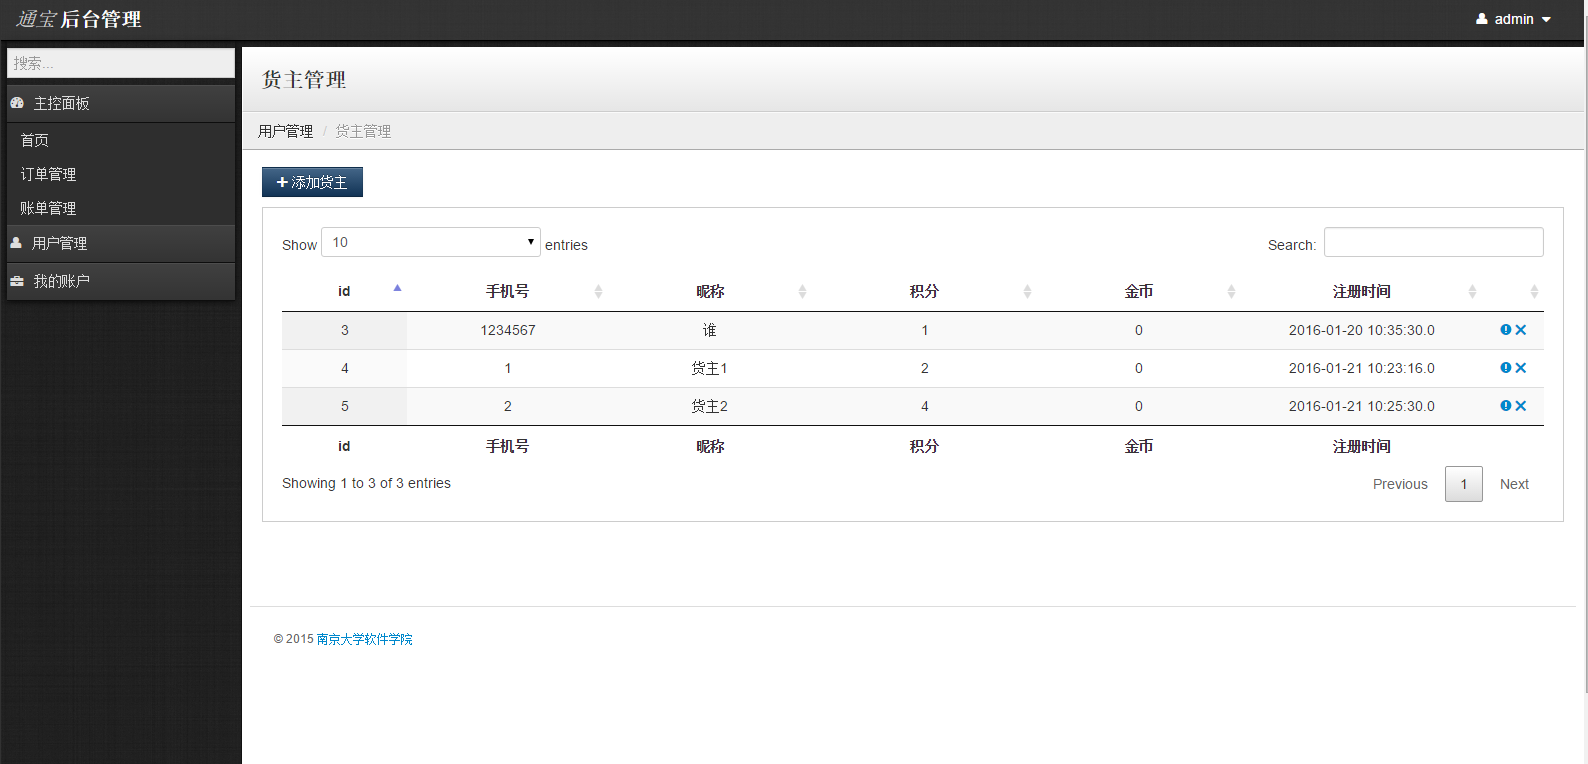 通宝 后台管理
admin
搜索...
主控面板
首页
订单管理
账单管理
用户管理
我的账户
货主管理
用户管理 / 货主管理
添加货主
Show 10 entries
Search:
id 手机号 昵称 积分 金币 注册时间
3 1234567 谁 1 0 2016-01-20 10:35:30.0
4 1 货主1 2 0 2016-01-21 10:23:16.0
5 2 货主2 4 0 2016-01-21 10:25:30.0
id 手机号 昵称 积分 金币 注册时间
Showing 1 to 3 of 3 entries
Previous 1 Next
© 2015 南京大学软件学院